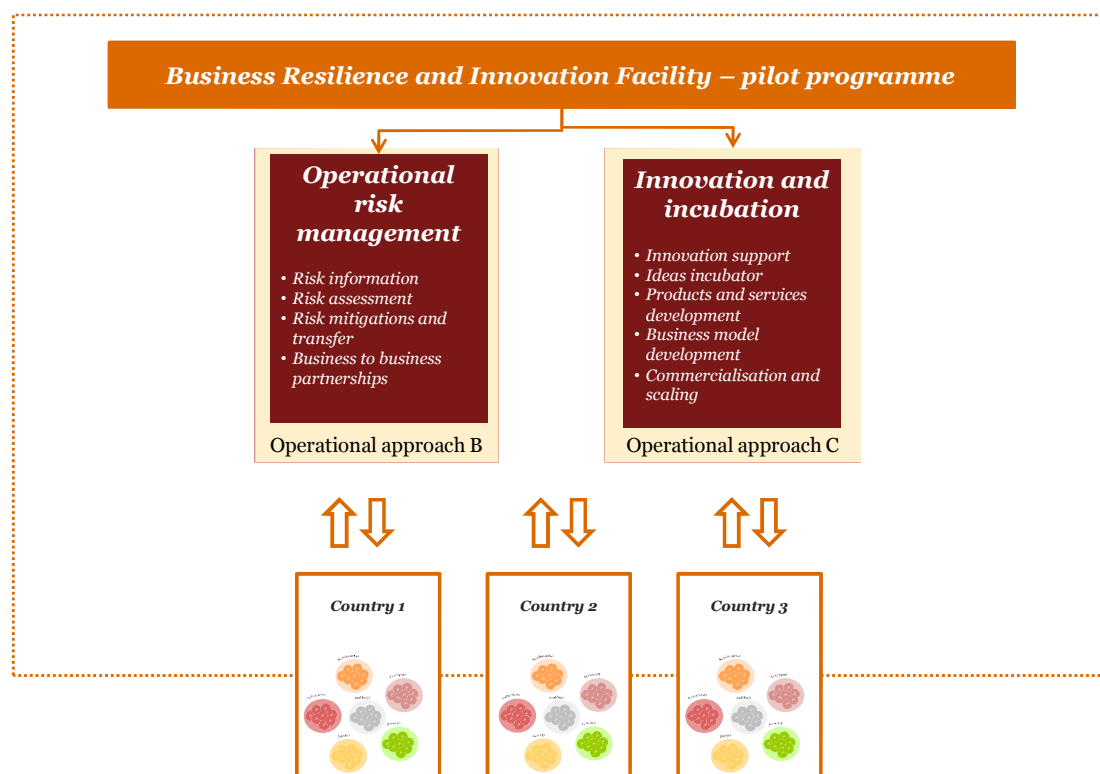 Business Resilience and Innovation Facility – pilot programme
Operational
risk
management
• Risk information
• Risk assessment
• Risk mitigations and
transfer
• Business to business
partnerships
Operational approach B
Innovation and
incubation
• Innovation support
• Ideas incubator
• Products and services
development
• Business model
development
• Commercialisation and
scaling
Operational approach C
Country 1
Country 2
Country 3